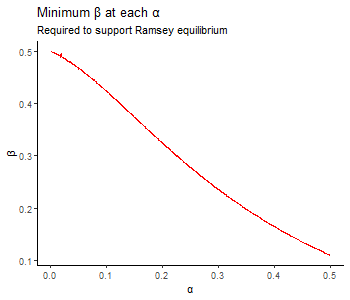 Minimum β at each α
Required to support Ramsey equilibrium
0.5
0.4
0.3
0.2
0.1
β
0.0 0.1 0.2 0.3 0.4 0.5
α